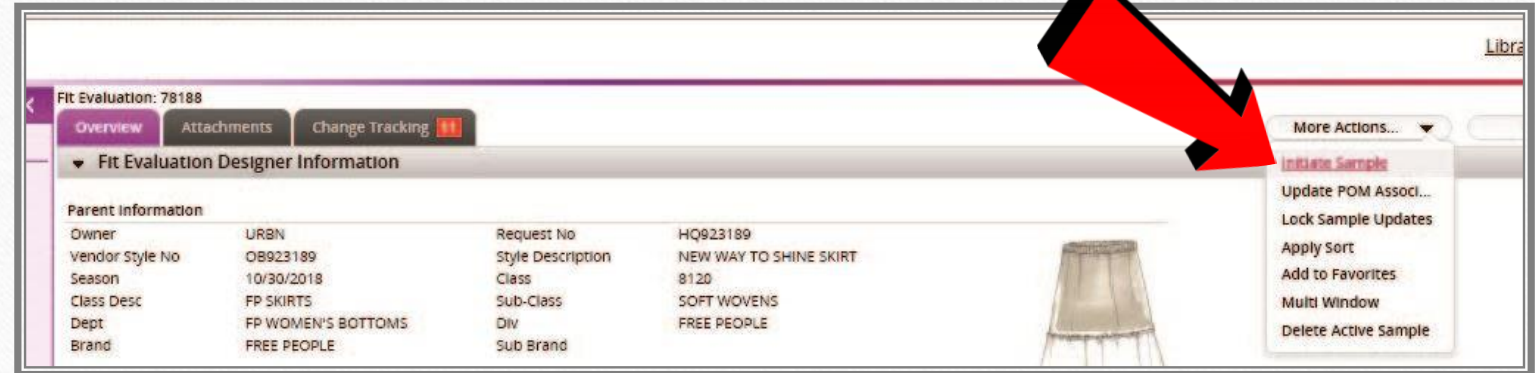 Libra
Fit Evaluation: 78188
Overview Attachments Change Tracking 11
More Actions...
Fit Evaluation Designer Information
Initiate Sample
Update POM Associ...
Lock Sample Updates
Apply Sort
Add to Favorites
Multi Window
Delete Active Sample
Parent Information
Owner URBN Request No HQ923189
Vendor Style No OB923189 Style Description NEW WAY TO SHINE SKIRT
Season 10/30/2018 Class 8120
Class Desc FP SKIRTS Sub-Class SOFT WOVENS
Dept FP WOMEN'S BOTTOMS Div FREE PEOPLE
Brand FREE PEOPLE Sub Brand